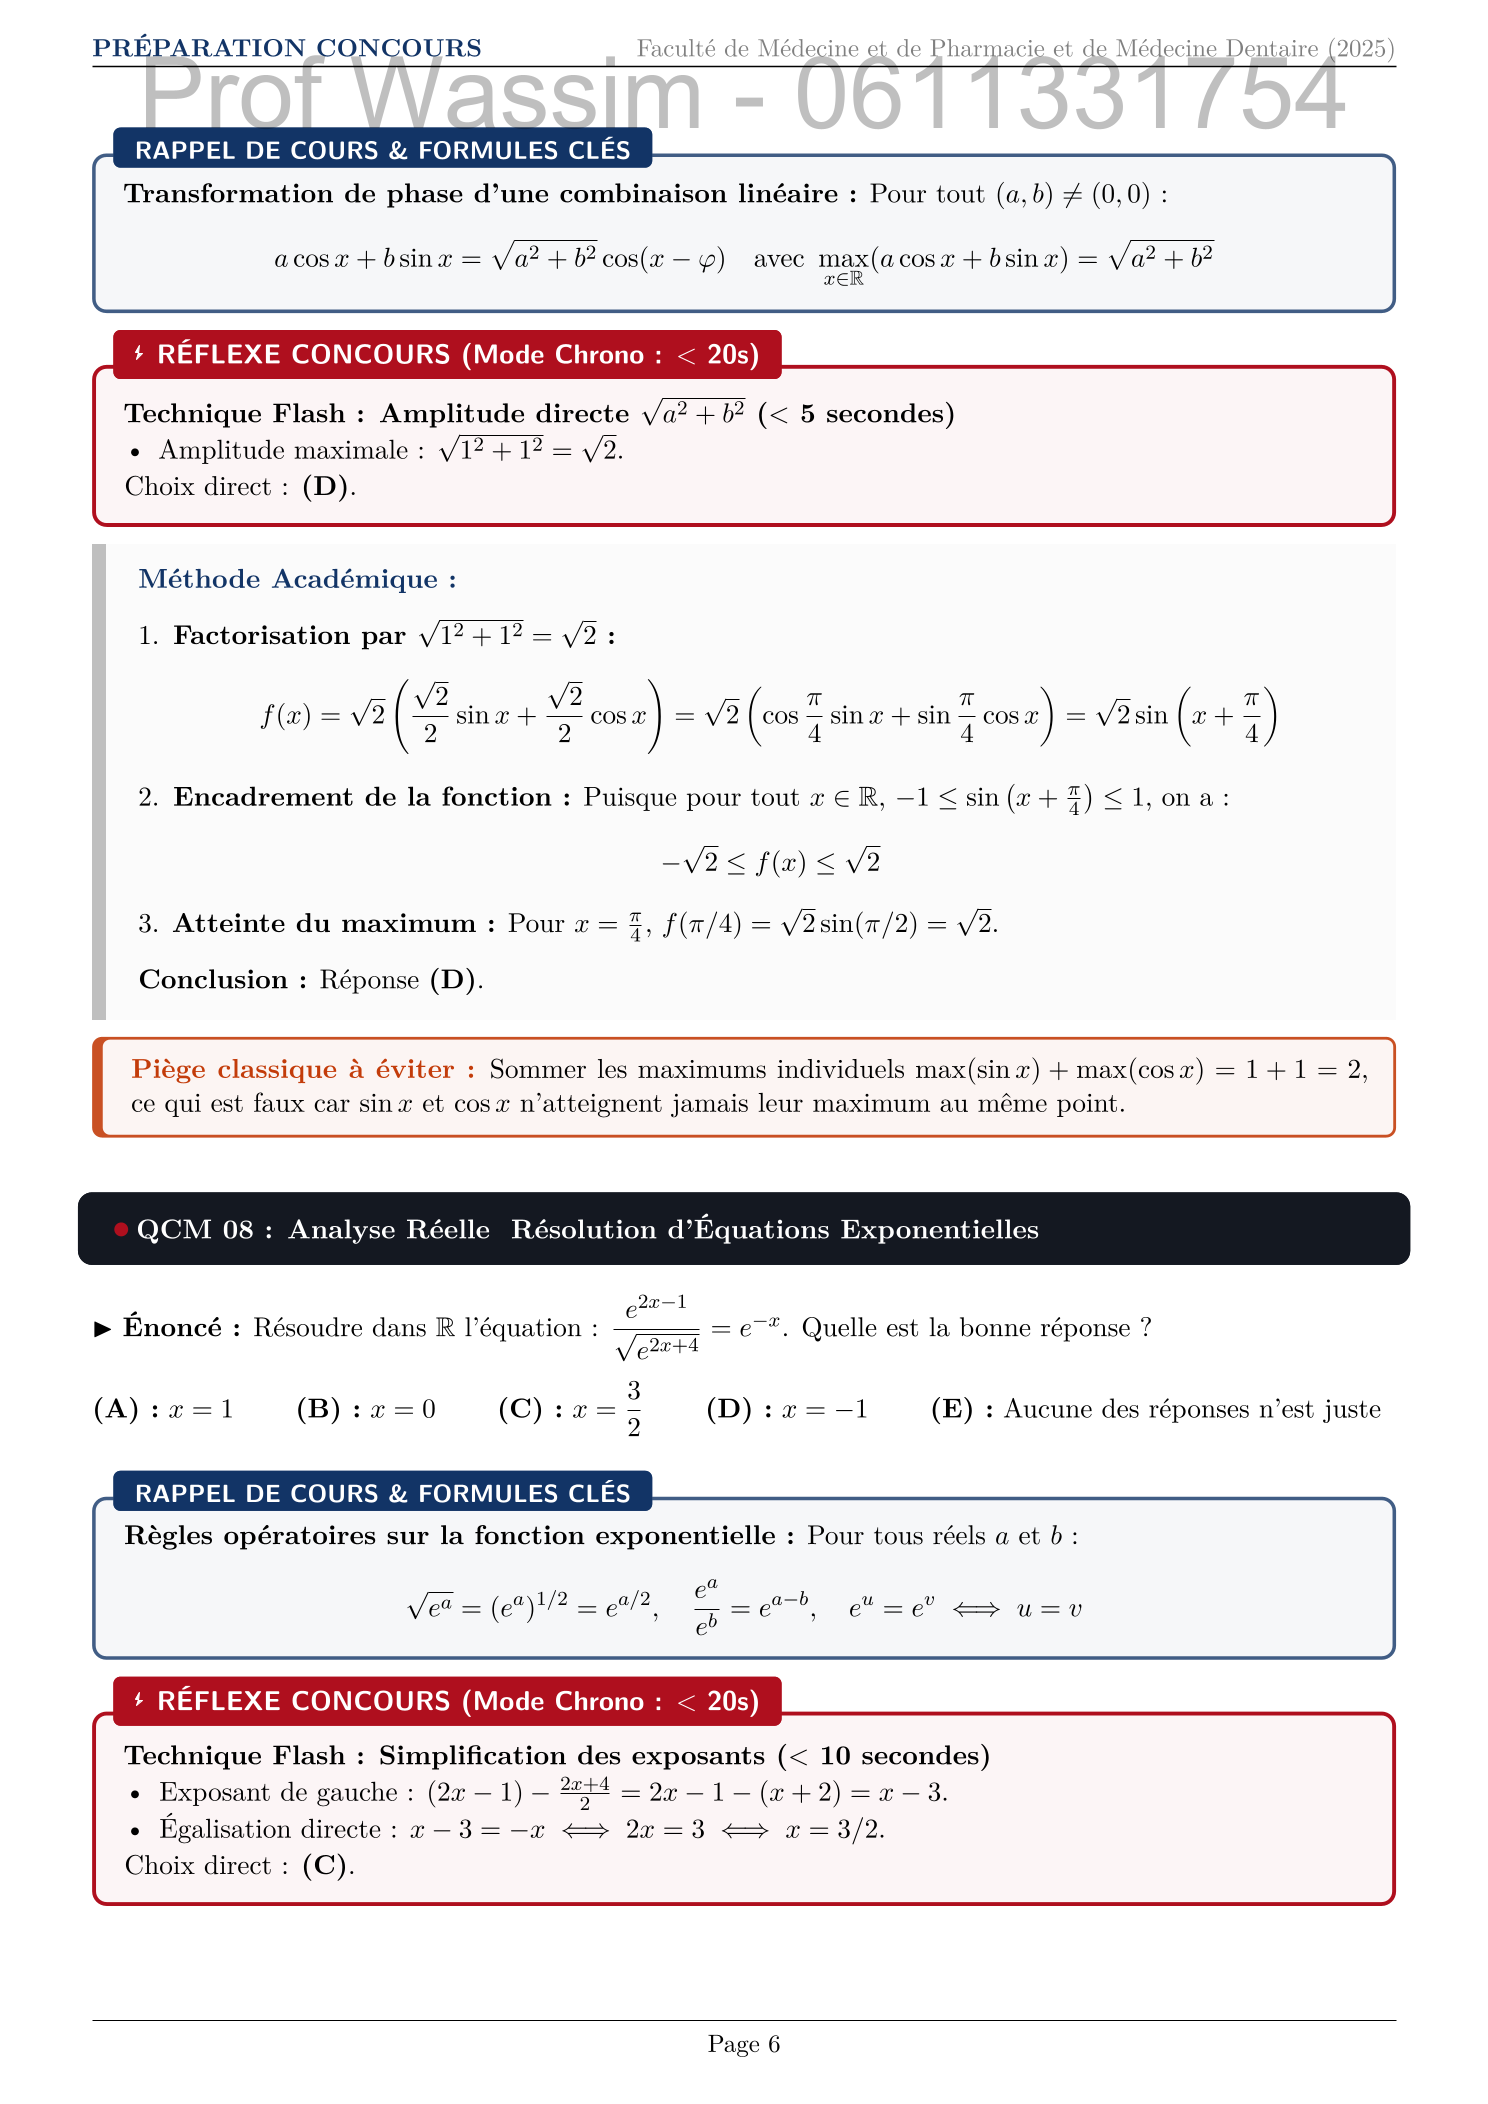 PRÉPARATION CONCOURS
Faculté de Médecine et de Pharmacie et de Médecine Dentaire (2025)
Prof Wassim - 0611331754
RAPPEL DE COURS & FORMULES CLÉS
Transformation de phase d'une combinaison linéaire : Pour tout (a, b) ≠ (0, 0) :
a cos x + b sin x = √(a² + b²) cos(x − φ) avec max_{x∈ℝ}(a cos x + b sin x) = √(a² + b²)
RÉFLEXE CONCOURS (Mode Chrono : < 20s)
Technique Flash : Amplitude directe √(a² + b²) (< 5 secondes)
• Amplitude maximale : √(1² + 1²) = √2.
Choix direct : (D).
Méthode Académique :
1. Factorisation par √(1² + 1²) = √2 :
f(x) = √2 (√2/2 sin x + √2/2 cos x) = √2 (cos π/4 sin x + sin π/4 cos x) = √2 sin (x + π/4)
2. Encadrement de la fonction : Puisque pour tout x ∈ ℝ, −1 ≤ sin (x + π/4) ≤ 1, on a :
−√2 ≤ f(x) ≤ √2
3. Atteinte du maximum : Pour x = π/4, f(π/4) = √2 sin(π/2) = √2.
Conclusion : Réponse (D).
Piège classique à éviter : Sommer les maximums individuels max(sin x) + max(cos x) = 1 + 1 = 2,
ce qui est faux car sin x et cos x n'atteignent jamais leur maximum au même point.
● QCM 08 : Analyse Réelle Résolution d'Équations Exponentielles
▶ Énoncé : Résoudre dans ℝ l'équation : e^{2x−1}/√(e^{2x+4}) = e^{−x}. Quelle est la bonne réponse ?
(A) : x = 1 (B) : x = 0 (C) : x = 3/2 (D) : x = −1 (E) : Aucune des réponses n'est juste
RAPPEL DE COURS & FORMULES CLÉS
Règles opératoires sur la fonction exponentielle : Pour tous réels a et b :
√(e^a) = (e^a)^{1/2} = e^{a/2}, e^a/e^b = e^{a−b}, e^u = e^v ⟺ u = v
RÉFLEXE CONCOURS (Mode Chrono : < 20s)
Technique Flash : Simplification des exposants (< 10 secondes)
• Exposant de gauche : (2x − 1) − (2x+4)/2 = 2x − 1 − (x + 2) = x − 3.
• Égalisation directe : x − 3 = −x ⟺ 2x = 3 ⟺ x = 3/2.
Choix direct : (C).
Page 6